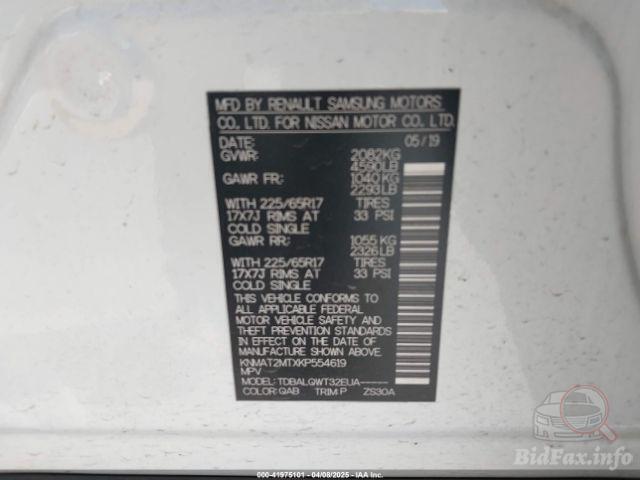 MFD BY RENAULT SAMSUNG MOTORS
CO., LTD. FOR NISSAN MOTOR CO., LTD.
DATE: 05/19
GVWR: 2082KG
4590LB
GAWR FR: 1040KG
2293LB
WITH 225/65R17 TIRES
17X7J RIMS AT 33 PSI
COLD SINGLE
GAWR RR: 1055 KG
2326LB
WITH 225/65R17 TIRES
17X7J RIMS AT 33 PSI
COLD SINGLE
THIS VEHICLE CONFORMS TO
ALL APPLICABLE FEDERAL
MOTOR VEHICLE SAFETY AND
THEFT PREVENTION STANDARDS
IN EFFECT ON THE DATE OF
MANUFACTURE SHOWN ABOVE.
KNMAT2MTXKP554619
MPV
MODEL: TDBALQWT32EUA-----
COLOR: QAB TRIM P ZS30A
BidFax.info
000-41975101 - 04/08/2025 - IAA Inc.